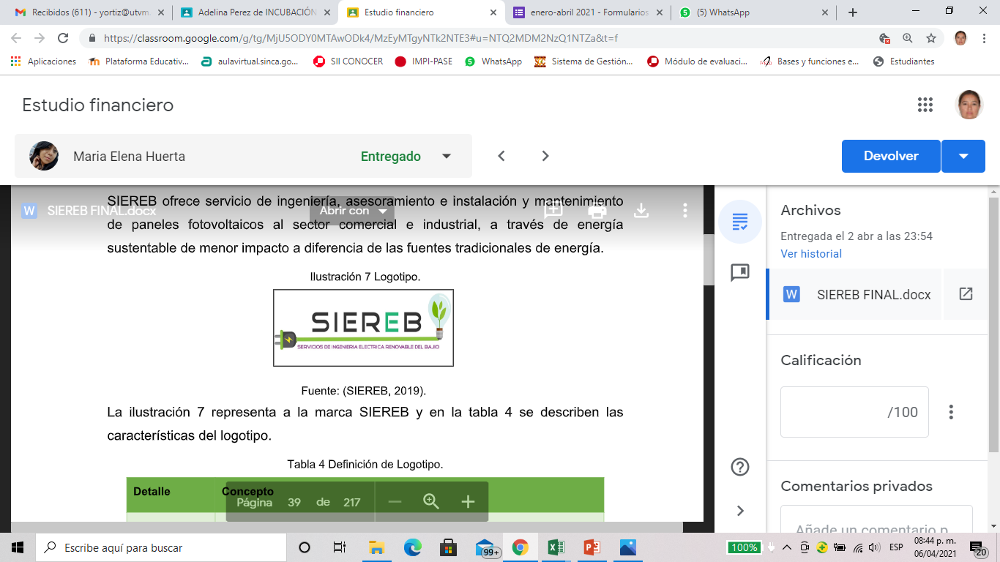 Recibidos (611) - yortiz@utvm.
Adelina Perez de INCUBACIÓN
Estudio financiero
enero-abril 2021 - Formularios
(5) WhatsApp
https://classroom.google.com/g/tg/MjU5ODY0MTAwODk4/MzEyMTgyNTk2NTE3#u=NTQ2MDM2NzQ1NTZa&t=f
Aplicaciones
Plataforma Educativ...
aulavirtual.sinca.go...
SII CONOCER
IMPI-PASE
WhatsApp
Sistema de Gestión...
Módulo de evaluaci...
Bases y funciones e...
Estudiantes
Estudio financiero
Maria Elena Huerta
Entregado
Devolver
SIEREB ofrece servicio de ingeniería, asesoramiento e instalación y mantenimiento
W SIEREB FINAL.docx
Abrir con
de paneles fotovoltaicos al sector comercial e industrial, a través de energía
sustentable de menor impacto a diferencia de las fuentes tradicionales de energía.
Ilustración 7 Logotipo.
SIEREB
SERVICIOS DE INGENIERIA ELECTRICA RENOVABLE DEL BAJIO
Fuente: (SIEREB, 2019).
La ilustración 7 representa a la marca SIEREB y en la tabla 4 se describen las
características del logotipo.
Tabla 4 Definición de Logotipo.
Detalle
Concepto
Página 39 de 217
Archivos
Entregada el 2 abr a las 23:54
Ver historial
W SIEREB FINAL.docx
Calificación
/100
Comentarios privados
Añade un comentario p
Escribe aquí para buscar
99+
100%
ESP
08:44 p. m.
06/04/2021
20